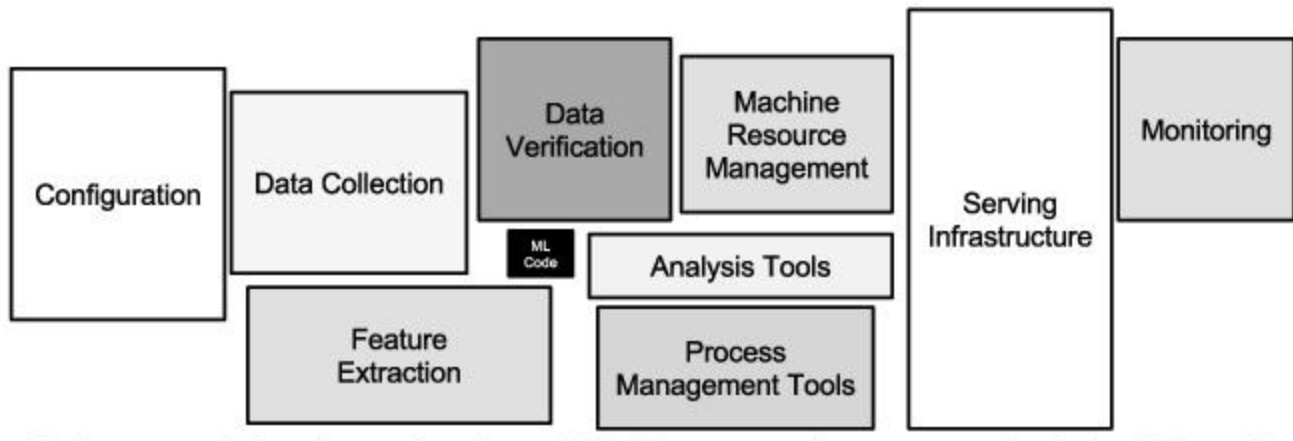 Configuration
Data Collection
Data
Verification
Machine
Resource
Management
Serving
Infrastructure
Monitoring
ML
Code
Analysis Tools
Feature
Extraction
Process
Management Tools